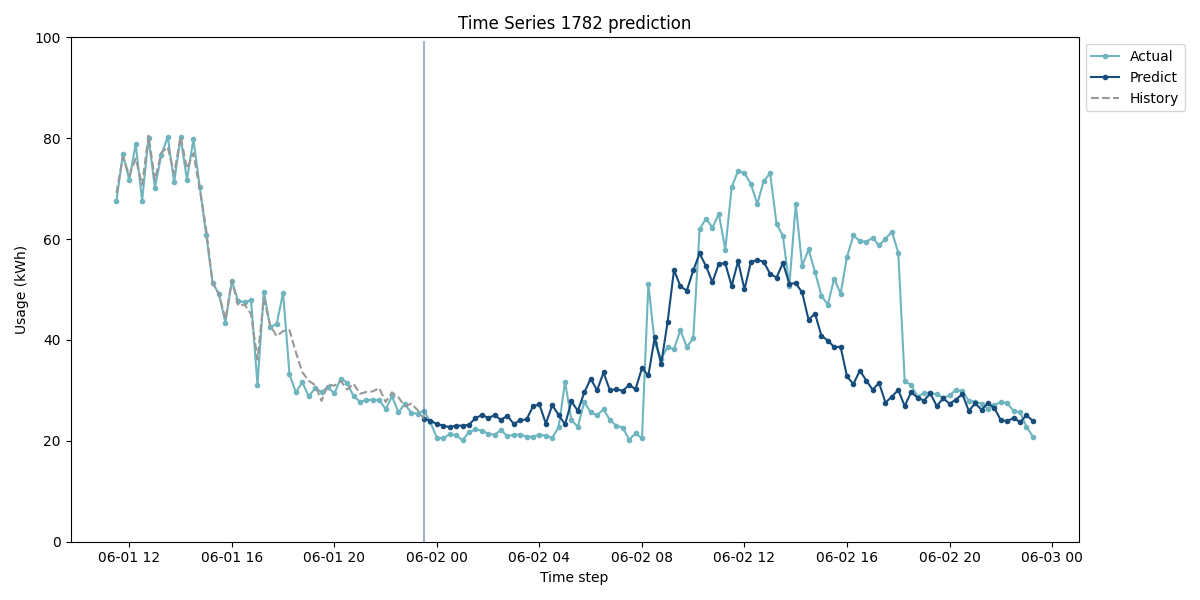 Time Series 1782 prediction
Usage (kWh)
100
80
60
40
20
0
06-01 12
06-01 16
06-01 20
06-02 00
06-02 04
06-02 08
06-02 12
06-02 16
06-02 20
06-03 00
Time step
Actual
Predict
History